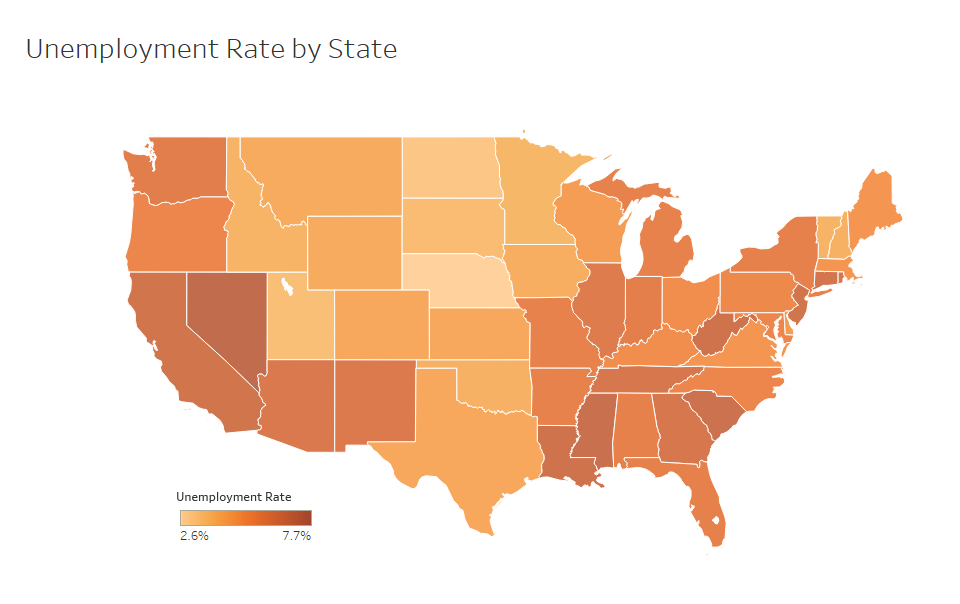 Unemployment Rate by State
Unemployment Rate
2.6% 7.7%